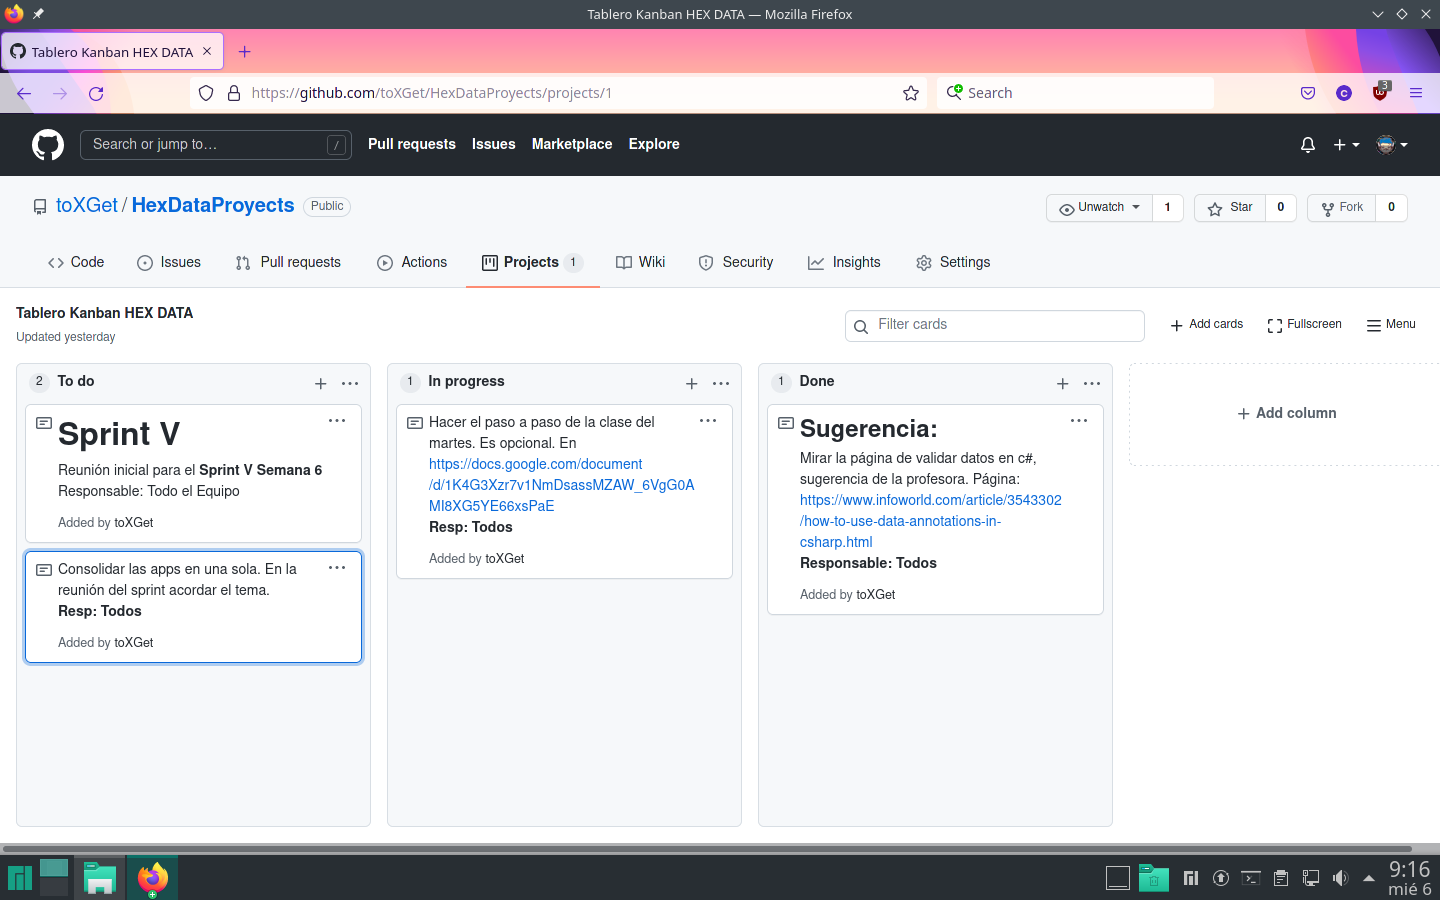 Tablero Kanban HEX DATA — Mozilla Firefox
Tablero Kanban HEX DATA
https://github.com/toXGet/HexDataProyects/projects/1
Search
C
3
Search or jump to…
/
Pull requests
Issues
Marketplace
Explore
toXGet / HexDataProyects
Public
Unwatch
1
Star
0
Fork
0
Code
Issues
Pull requests
Actions
Projects 1
Wiki
Security
Insights
Settings
Tablero Kanban HEX DATA
Updated yesterday
Filter cards
Add cards
Fullscreen
Menu
2 To do
Sprint V
Reunión inicial para el Sprint V Semana 6
Responsable: Todo el Equipo
Added by toXGet
Consolidar las apps en una sola. En la
reunión del sprint acordar el tema.
Resp: Todos
Added by toXGet
1 In progress
Hacer el paso a paso de la clase del
martes. Es opcional. En
https://docs.google.com/document
/d/1K4G3Xzr7v1NmDsassMZAW_6VgG0A
MI8XG5YE66xsPaE
Resp: Todos
Added by toXGet
1 Done
Sugerencia:
Mirar la página de validar datos en c#,
sugerencia de la profesora. Página:
https://www.infoworld.com/article/3543302
/how-to-use-data-annotations-in-
csharp.html
Responsable: Todos
Added by toXGet
Add column
9:16
mié 6